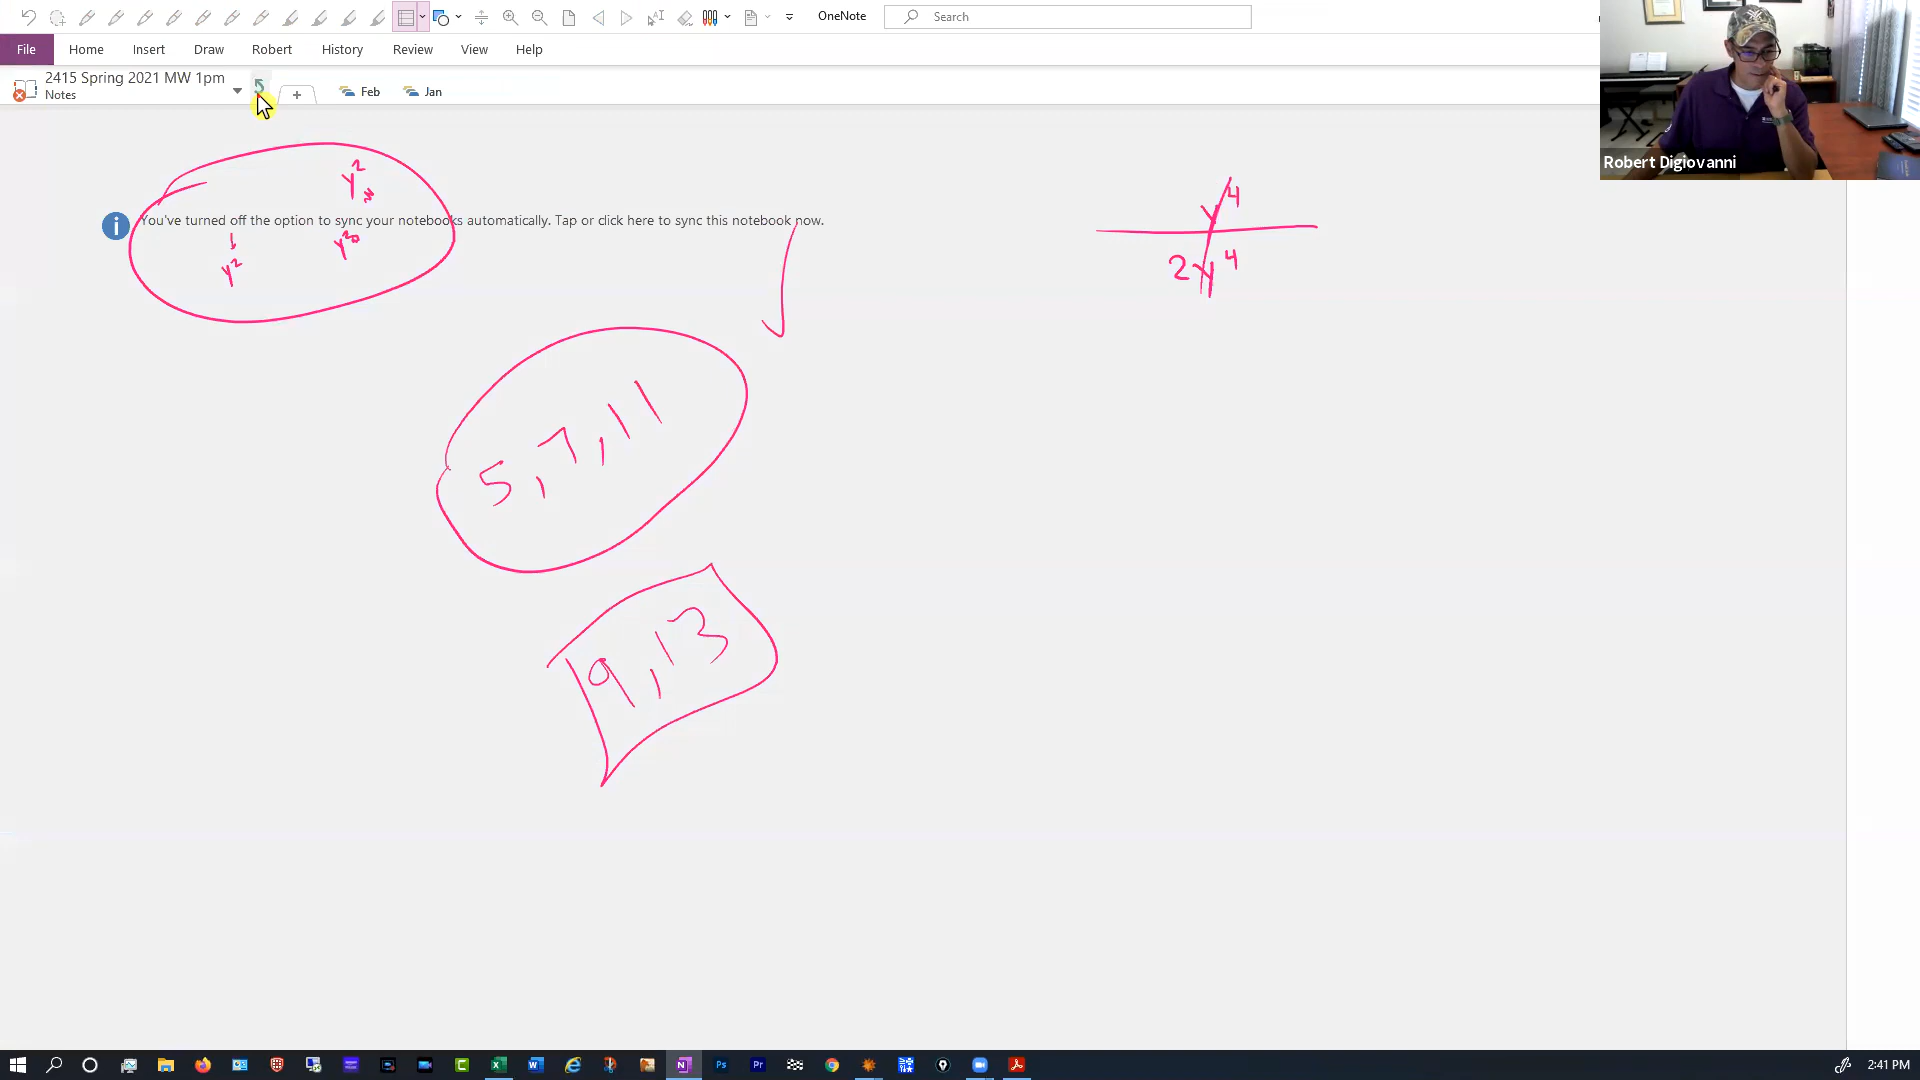 OneNote
Search
File Home Insert Draw Robert History Review View Help
2415 Spring 2021 MW 1pm
Notes
Feb Jan
Robert Digiovanni
y²
You've turned off the option to sync your notebooks automatically. Tap or click here to sync this notebook now.
y⁴
y²
2y⁴
5, 7, 11
9, 13
2:41 PM